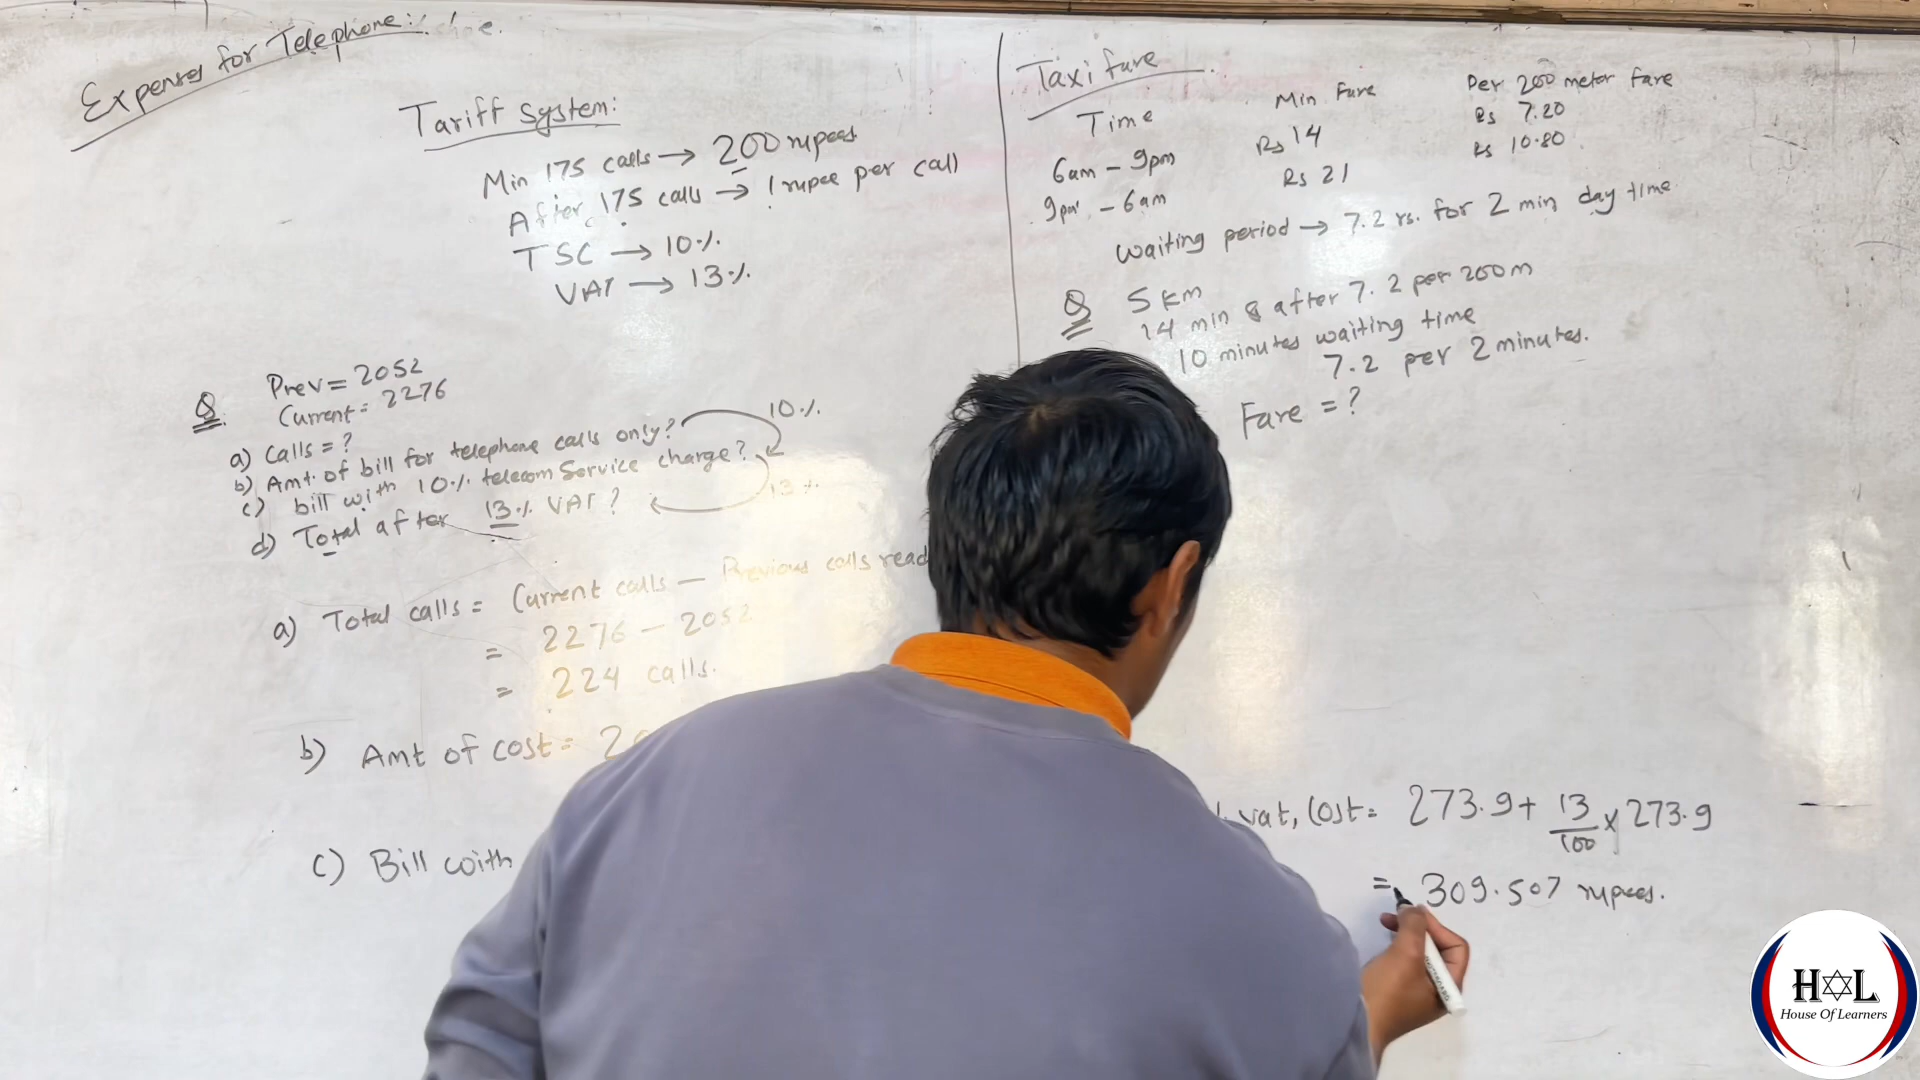 Expenses for Telephone:
Tariff System:
Min 175 calls → 200 rupees
After 175 calls → 1 rupee per call
TSC → 10%
VAT → 13%
Q. Prev = 2052
Current = 2276
a) Calls = ?
b) Amt. of bill for telephone calls only? 10%
c) bill with 10% telecom Service charge? 13%
d) Total after 13% VAT?
a) Total calls = Current calls - Previous calls read
= 2276 - 2052
= 224 calls.
b) Amt of cost = 2
c) Bill with
Taxi fare
Time Min Fare Per 200 meter fare
6am - 9pm Rs 14 Rs 7.20
9pm - 6am Rs 21 Rs 10.80
Waiting period → 7.2 rs. for 2 min day time
Q 5 km
14 min & after 7.2 per 200m
10 minutes waiting time
7.2 per 2 minutes.
Fare = ?
vat, Cost = 273.9 + 13/100 x 273.9
= 309.507 rupees.
H L
House Of Learners